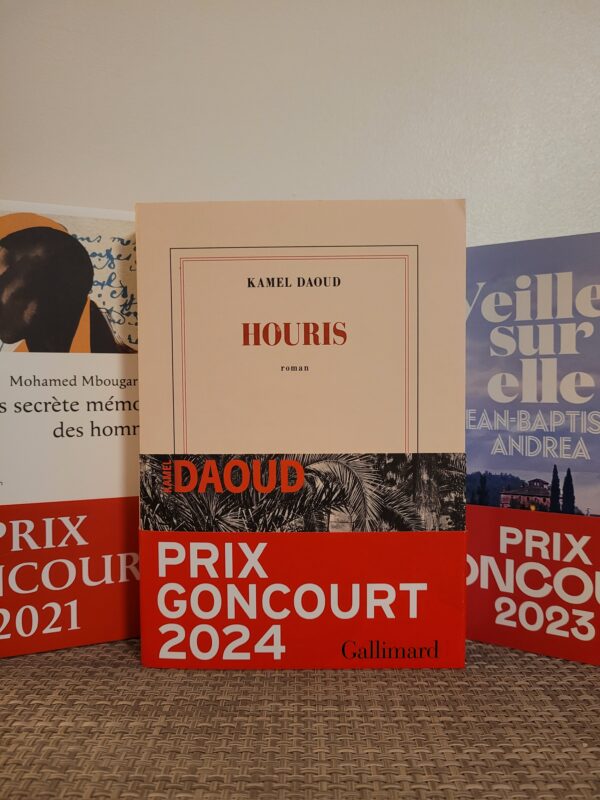 Mohamed Mbougar
s secrète mémo
des homm
PRIX
NCOUR
2021
KAMEL DAOUD
HOURIS
roman
KAMEL
DAOUD
PRIX
GONCOURT
2024
Gallimard
Veille
sur
elle
EAN-BAPTIS
ANDREA
PRIX
ONCOU
2023